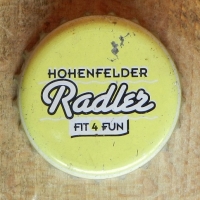 HOHENFELDER
Radler
FIT 4 FUN